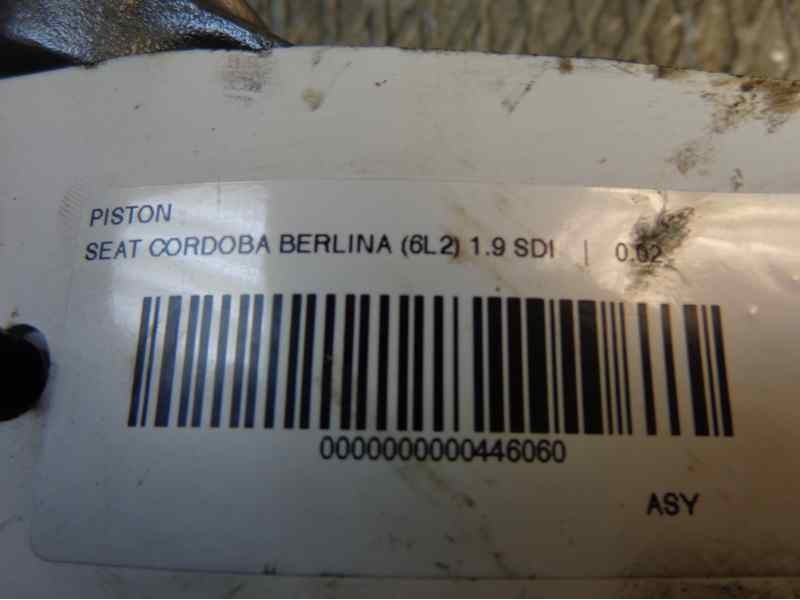 PISTON
SEAT CORDOBA BERLINA (6L2) 1.9 SDI | 0.02
0000000000446060
ASY